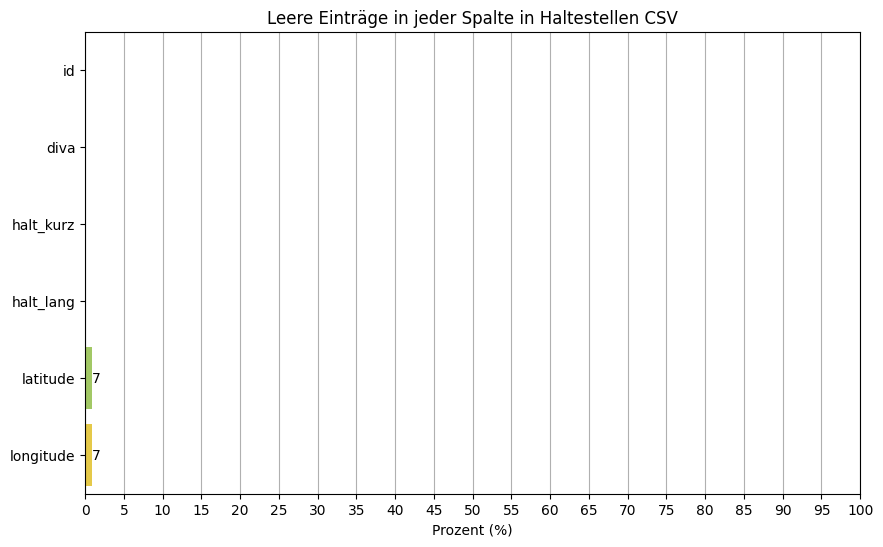 Leere Einträge in jeder Spalte in Haltestellen CSV
id
diva
halt_kurz
halt_lang
latitude 7
longitude 7
0 5 10 15 20 25 30 35 40 45 50 55 60 65 70 75 80 85 90 95 100
Prozent (%)